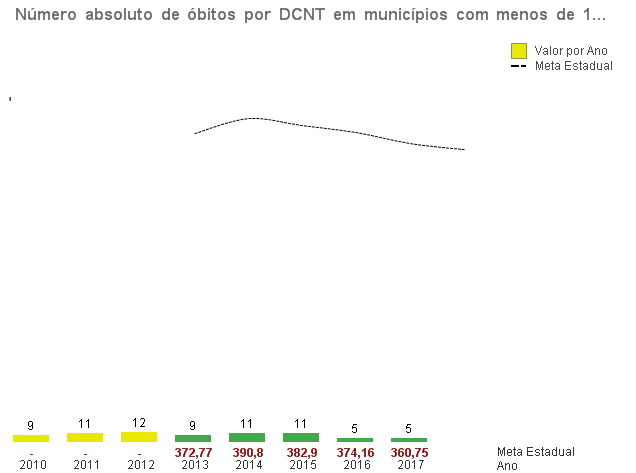 Número absoluto de óbitos por DCNT em municípios com menos de 1...
Valor por Ano
Meta Estadual
9 11 12 9 11 11 5 5
- - - 372,77 390,8 382,9 374,16 360,75 Meta Estadual
2010 2011 2012 2013 2014 2015 2016 2017 Ano